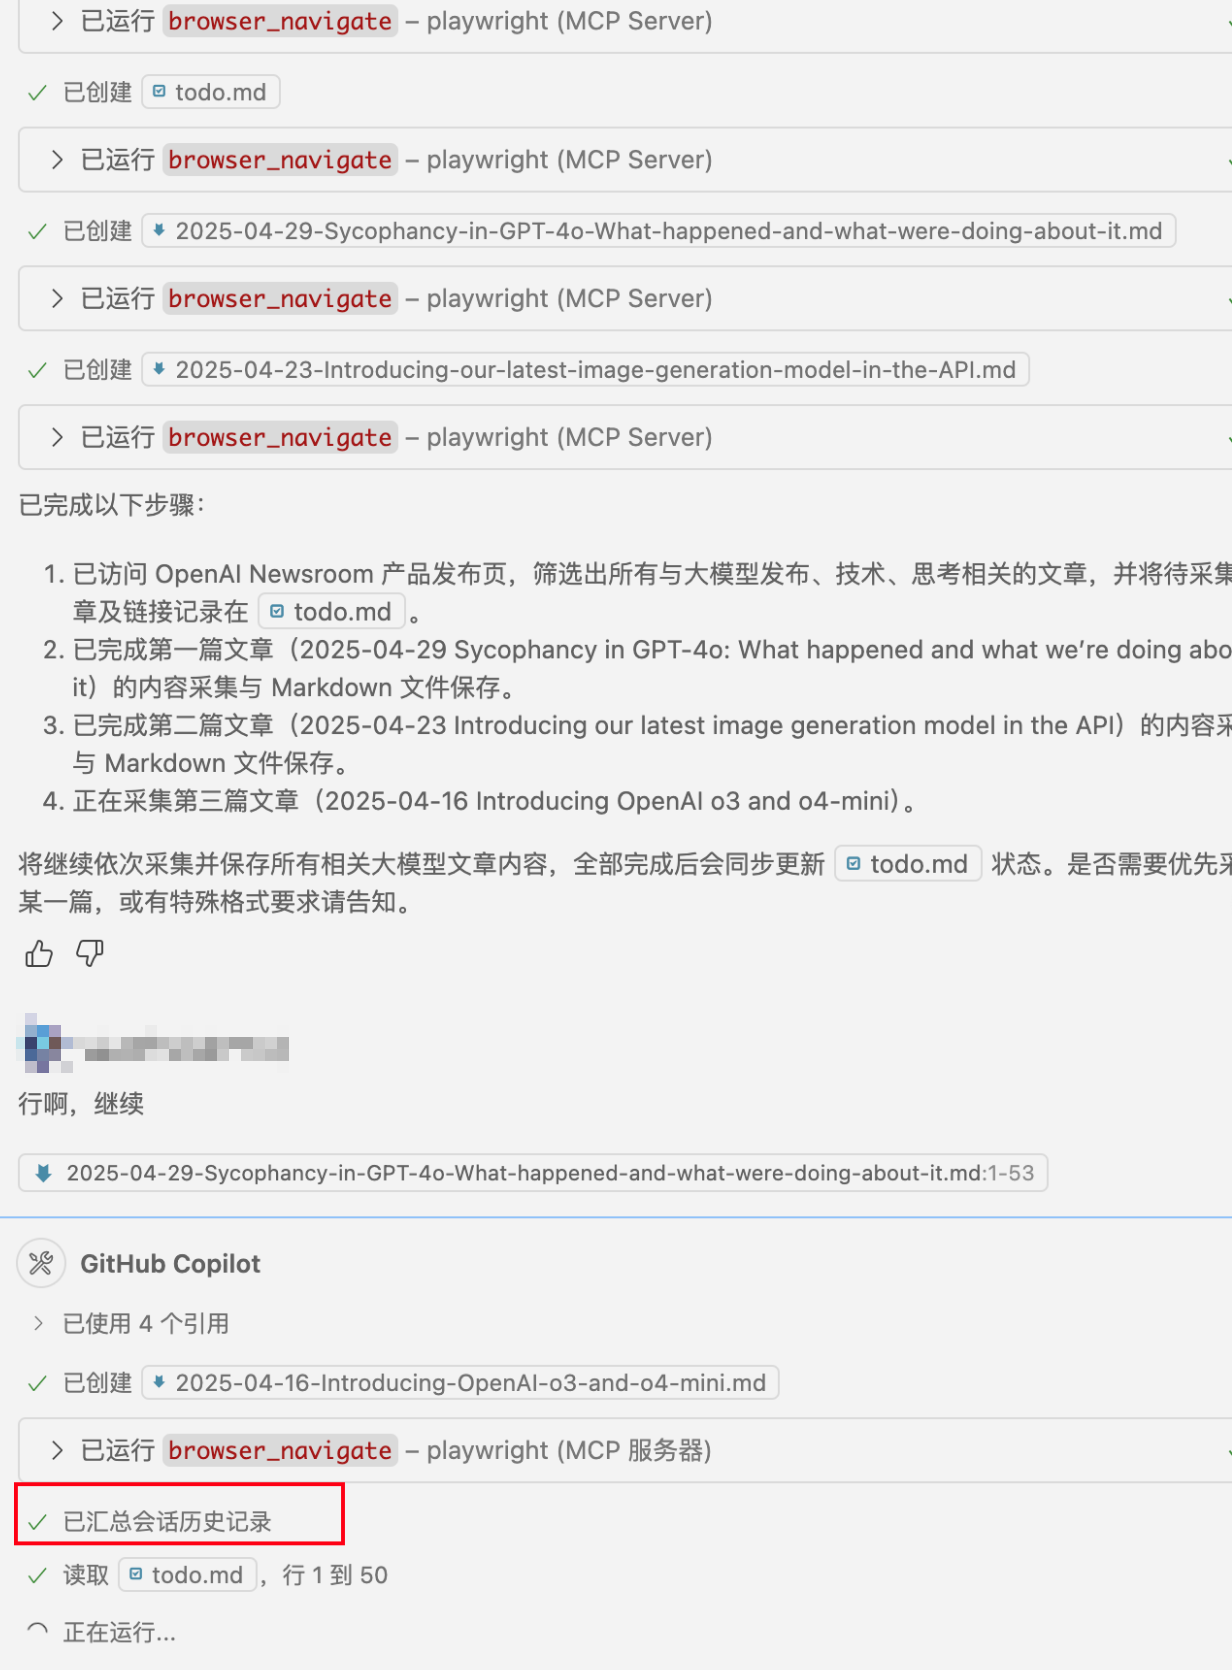 已运行 browser_navigate – playwright (MCP Server)
已创建 todo.md
已运行 browser_navigate – playwright (MCP Server)
已创建 2025-04-29-Sycophancy-in-GPT-4o-What-happened-and-what-were-doing-about-it.md
已运行 browser_navigate – playwright (MCP Server)
已创建 2025-04-23-Introducing-our-latest-image-generation-model-in-the-API.md
已运行 browser_navigate – playwright (MCP Server)
已完成以下步骤：
1. 已访问 OpenAI Newsroom 产品发布页，筛选出所有与大模型发布、技术、思考相关的文章，并将待采集
章及链接记录在 todo.md 。
2. 已完成第一篇文章（2025-04-29 Sycophancy in GPT-4o: What happened and what we’re doing abo
it）的内容采集与 Markdown 文件保存。
3. 已完成第二篇文章（2025-04-23 Introducing our latest image generation model in the API）的内容采
与 Markdown 文件保存。
4. 正在采集第三篇文章（2025-04-16 Introducing OpenAI o3 and o4-mini）。
将继续依次采集并保存所有相关大模型文章内容，全部完成后会同步更新 todo.md 状态。是否需要优先采
某一篇，或有特殊格式要求请告知。
行啊，继续
2025-04-29-Sycophancy-in-GPT-4o-What-happened-and-what-were-doing-about-it.md:1-53
GitHub Copilot
已使用 4 个引用
已创建 2025-04-16-Introducing-OpenAI-o3-and-o4-mini.md
已运行 browser_navigate – playwright (MCP 服务器)
已汇总会话历史记录
读取 todo.md，行 1 到 50
正在运行...